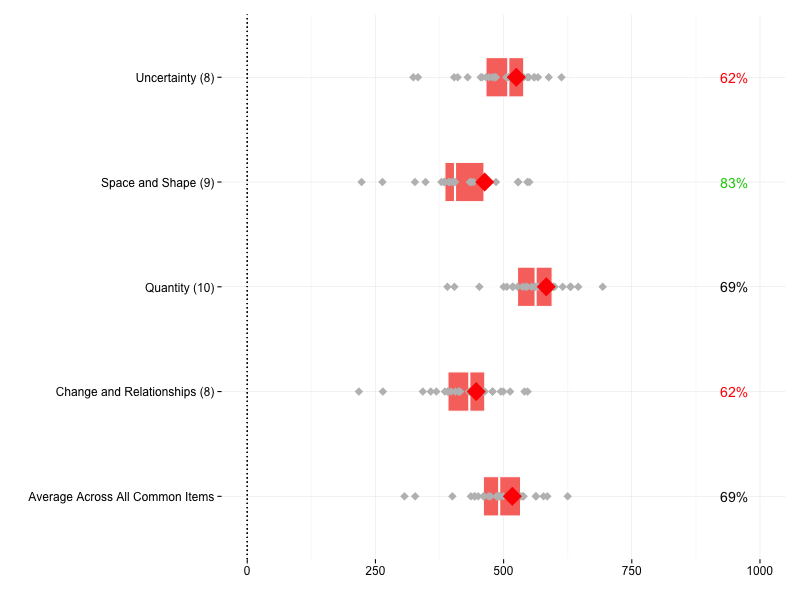 Uncertainty (8) 62%
Space and Shape (9) 83%
Quantity (10) 69%
Change and Relationships (8) 62%
Average Across All Common Items 69%
0 250 500 750 1000